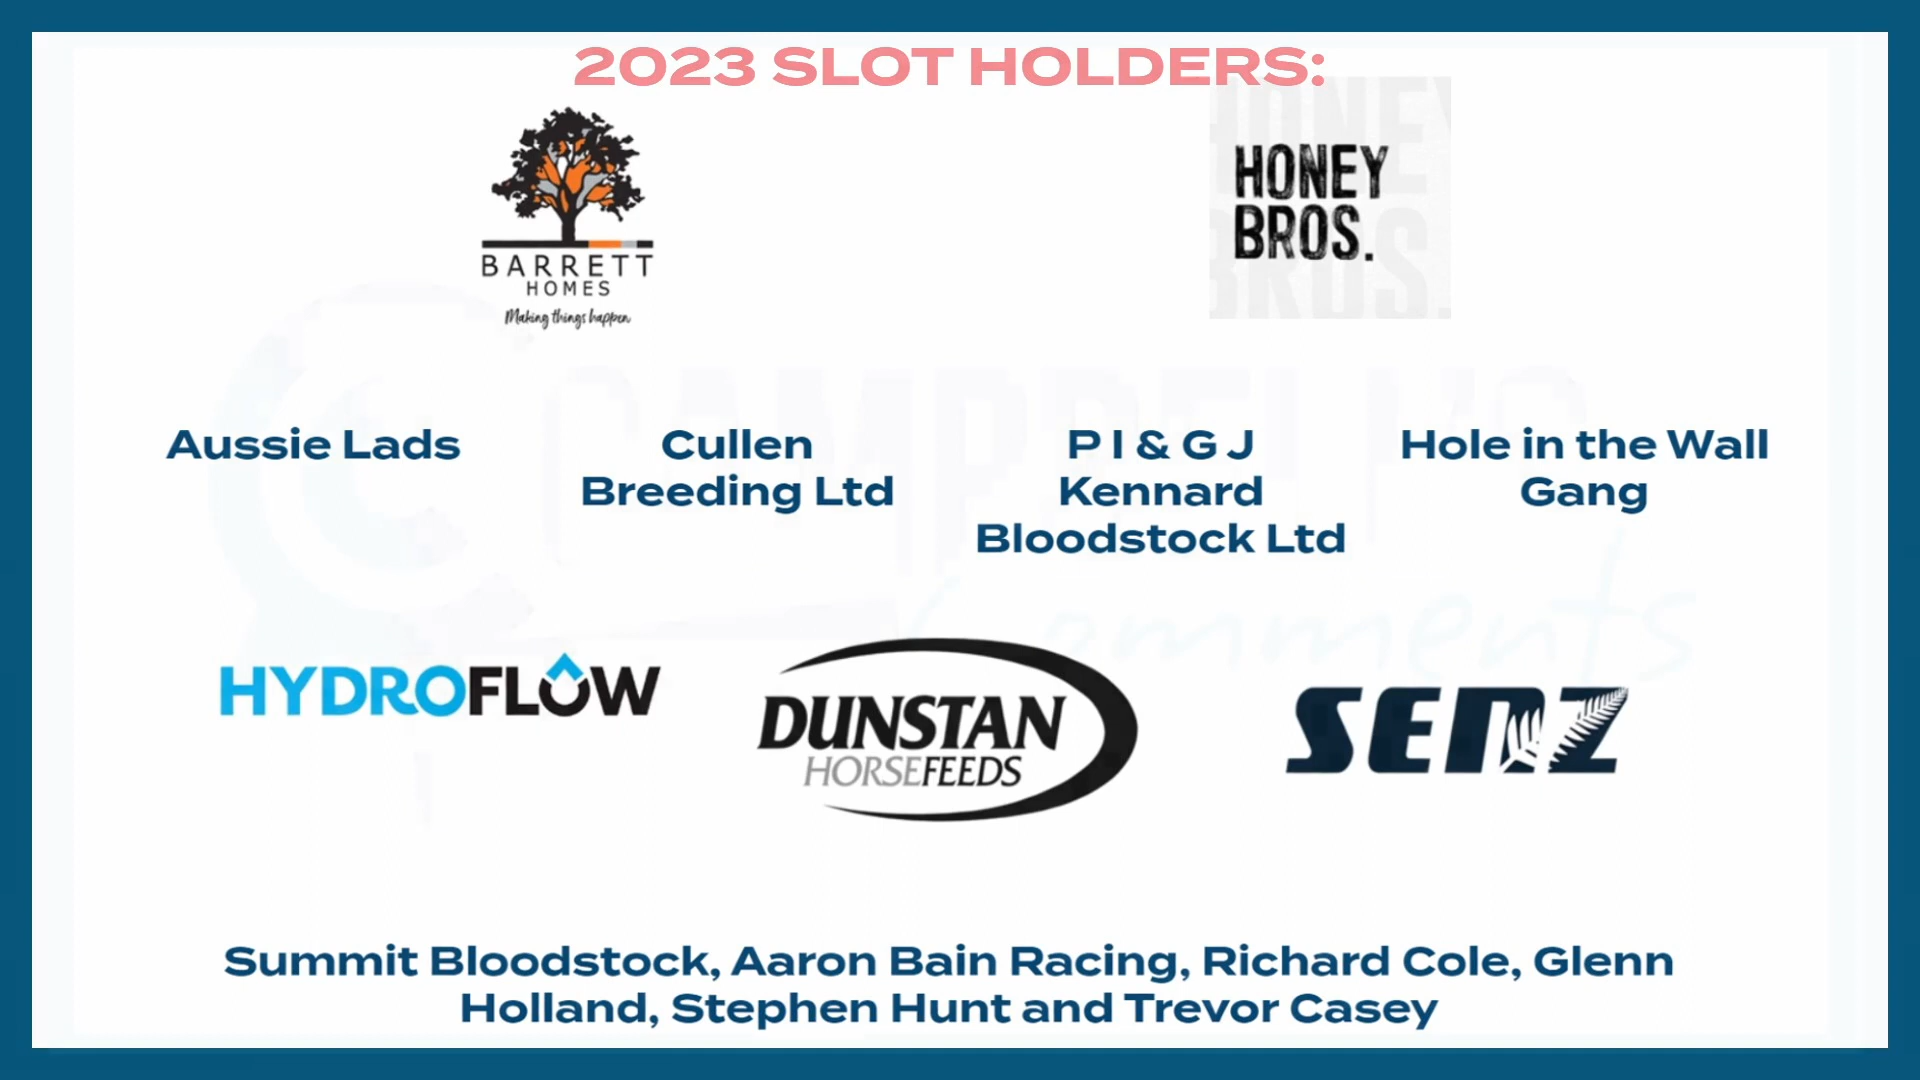 2023 SLOT HOLDERS:
BARRETT
HOMES
Making things happen
HONEY
BROS.
Aussie Lads
Cullen
Breeding Ltd
P I & G J
Kennard
Bloodstock Ltd
Hole in the Wall
Gang
CAMPBELL'S
Comments
HYDROFLOW
DUNSTAN
HORSEFEEDS
SENZ
Summit Bloodstock, Aaron Bain Racing, Richard Cole, Glenn
Holland, Stephen Hunt and Trevor Casey